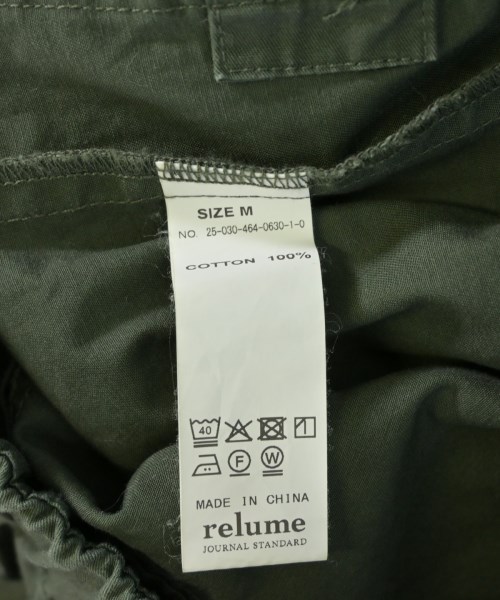 SIZE M
NO. 25-030-464-0630-1-0
COTTON 100%
40
F W
MADE IN CHINA
relume
JOURNAL STANDARD